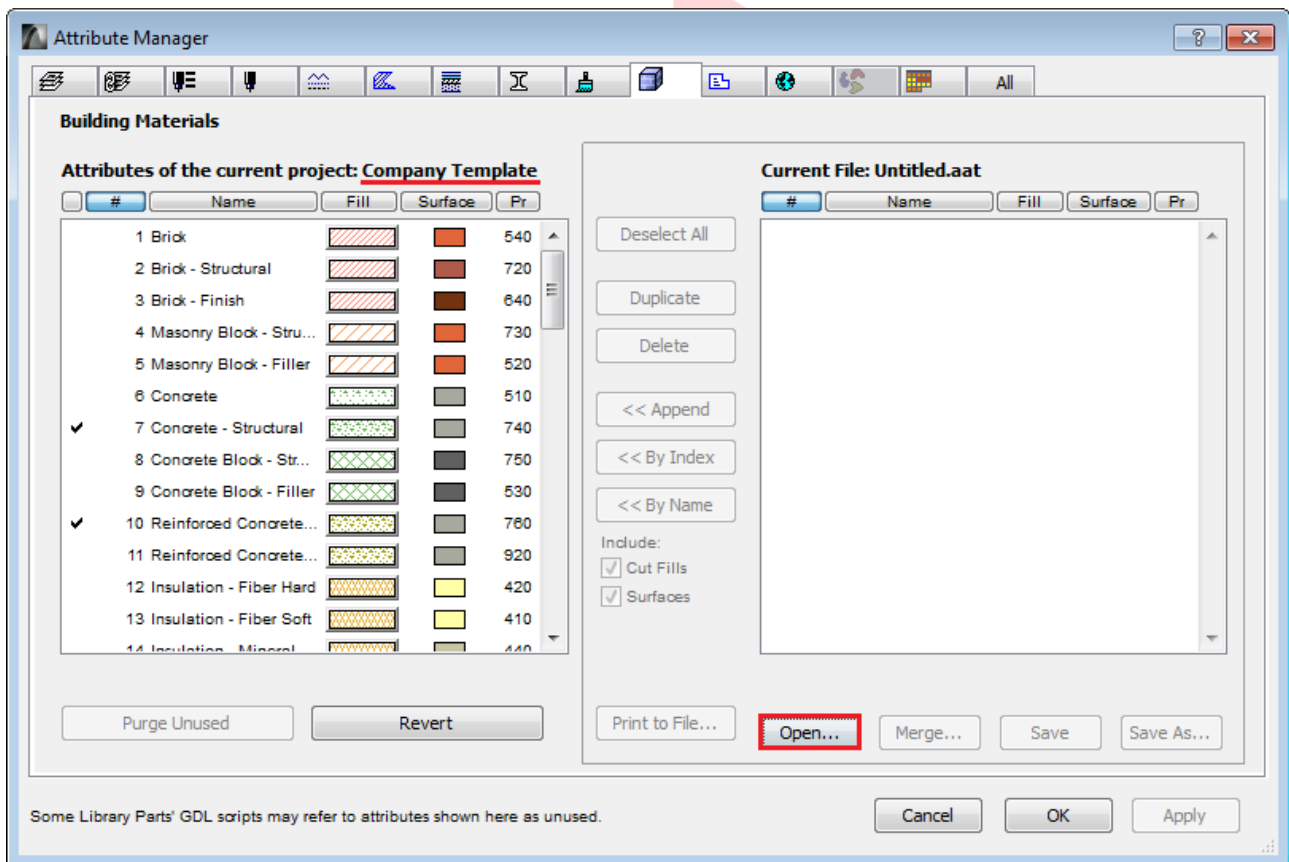 Attribute Manager
All
Building Materials
Attributes of the current project: Company Template
# Name Fill Surface Pr
1 Brick 540
2 Brick - Structural 720
3 Brick - Finish 640
4 Masonry Block - Stru... 730
5 Masonry Block - Filler 520
6 Concrete 510
7 Concrete - Structural 740
8 Concrete Block - Str... 750
9 Concrete Block - Filler 530
10 Reinforced Concrete... 760
11 Reinforced Concrete... 920
12 Insulation - Fiber Hard 420
13 Insulation - Fiber Soft 410
14 Insulation - Mineral 440
Purge Unused
Revert
Deselect All
Duplicate
Delete
<< Append
<< By Index
<< By Name
Include:
Cut Fills
Surfaces
Print to File...
Current File: Untitled.aat
# Name Fill Surface Pr
Open...
Merge...
Save
Save As...
Some Library Parts' GDL scripts may refer to attributes shown here as unused.
Cancel
OK
Apply